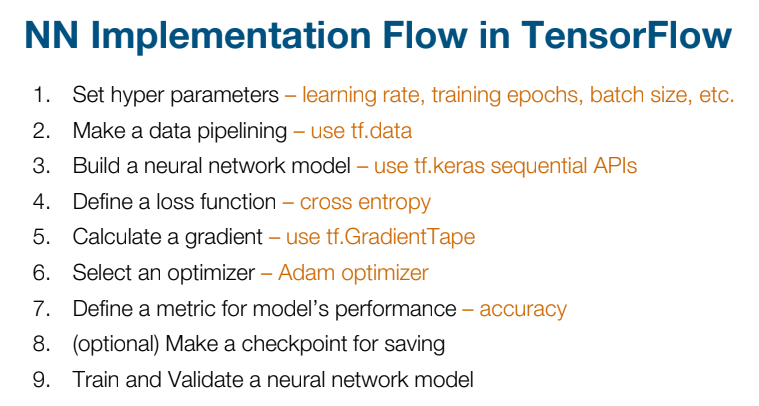 NN Implementation Flow in TensorFlow
1. Set hyper parameters – learning rate, training epochs, batch size, etc.
2. Make a data pipelining – use tf.data
3. Build a neural network model – use tf.keras sequential APIs
4. Define a loss function – cross entropy
5. Calculate a gradient – use tf.GradientTape
6. Select an optimizer – Adam optimizer
7. Define a metric for model's performance – accuracy
8. (optional) Make a checkpoint for saving
9. Train and Validate a neural network model